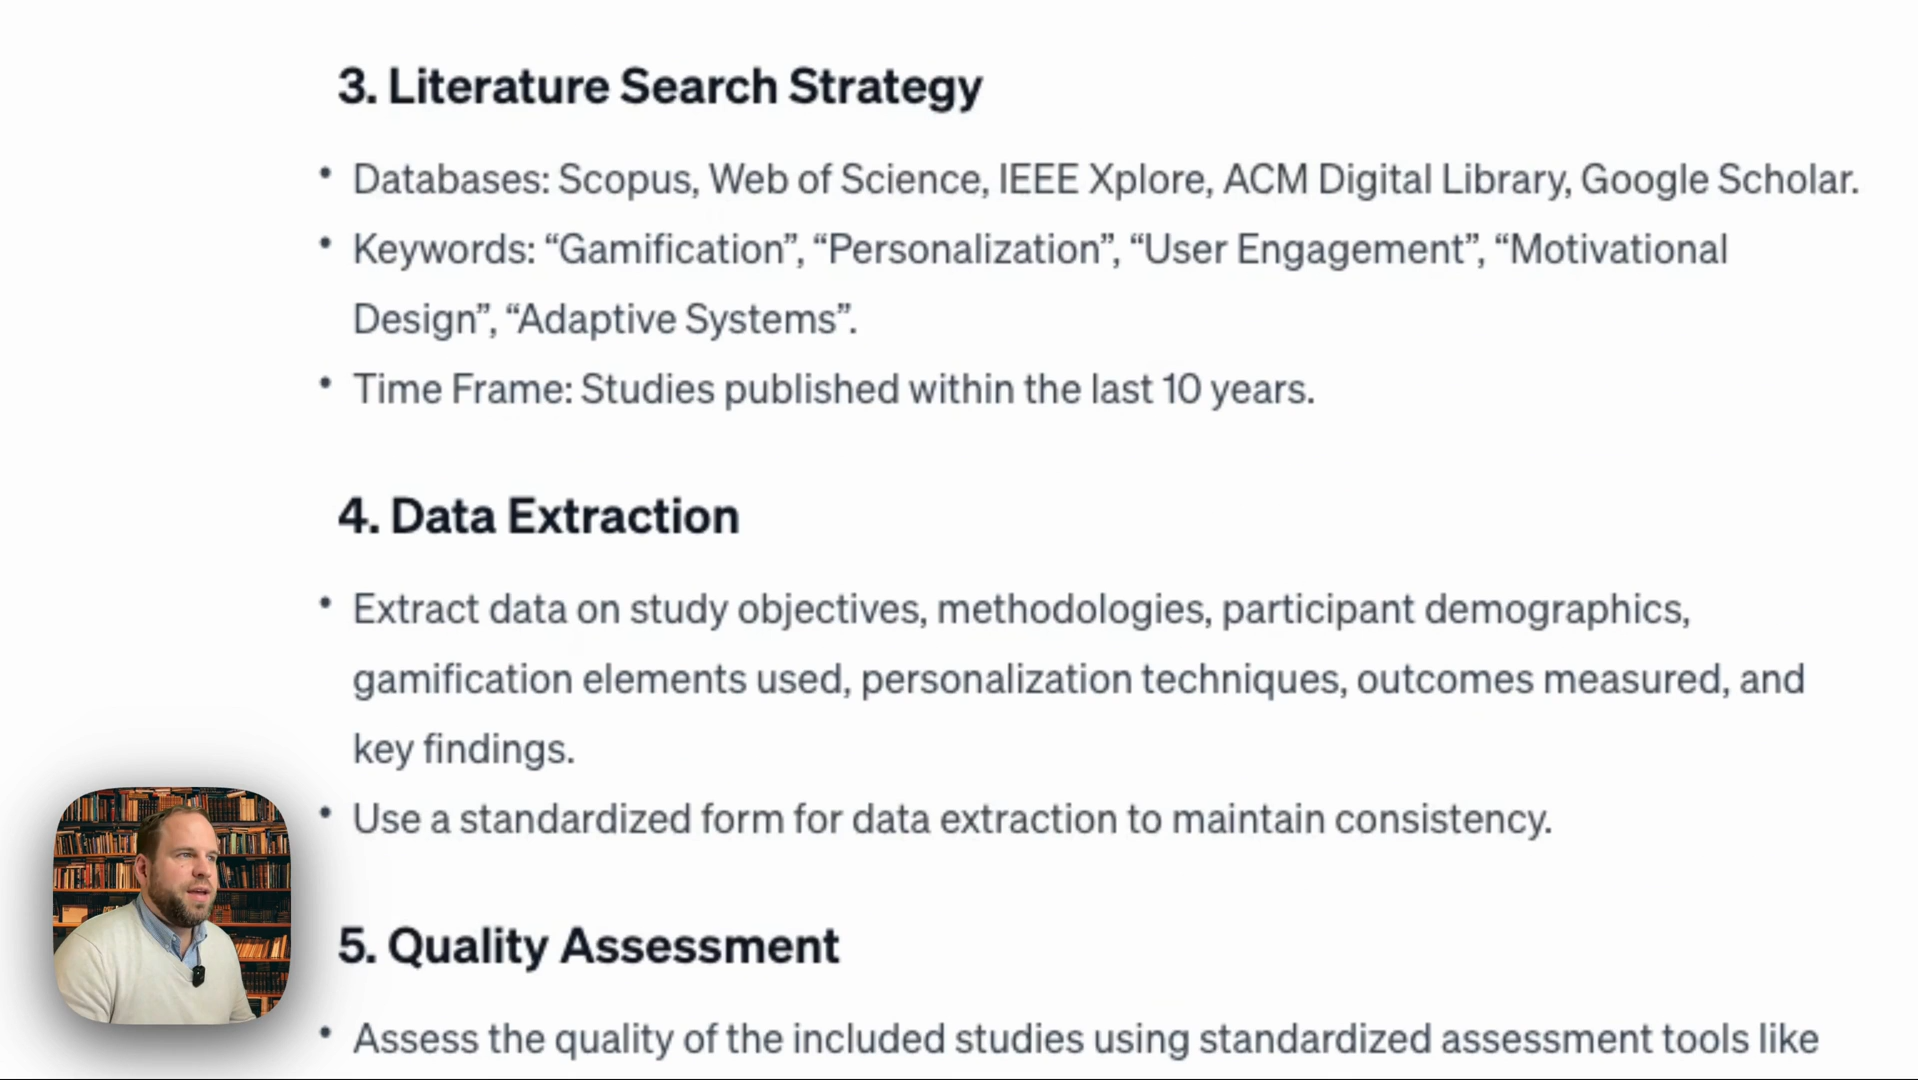 3. Literature Search Strategy
• Databases: Scopus, Web of Science, IEEE Xplore, ACM Digital Library, Google Scholar.
• Keywords: “Gamification”, “Personalization”, “User Engagement”, “Motivational
Design”, “Adaptive Systems”.
• Time Frame: Studies published within the last 10 years.
4. Data Extraction
• Extract data on study objectives, methodologies, participant demographics,
gamification elements used, personalization techniques, outcomes measured, and
key findings.
• Use a standardized form for data extraction to maintain consistency.
5. Quality Assessment
• Assess the quality of the included studies using standardized assessment tools like